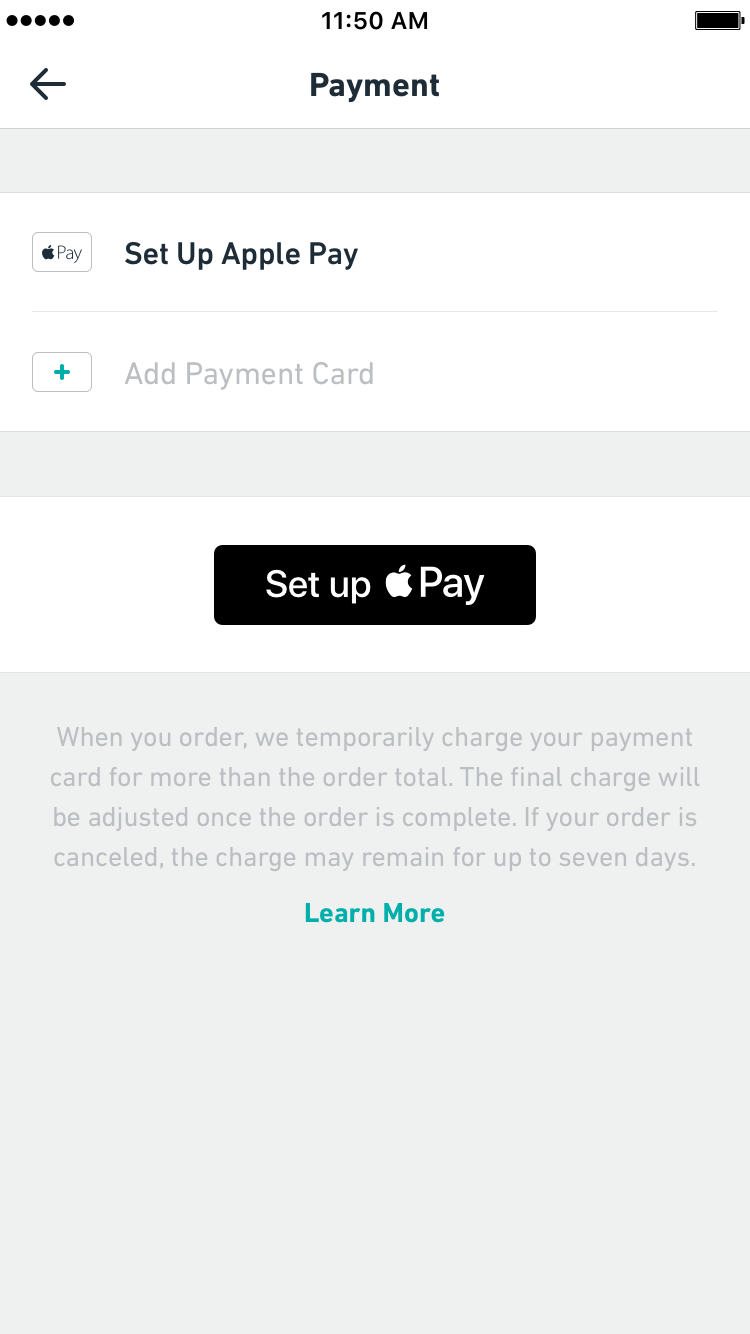 11:50 AM
Payment
Pay Set Up Apple Pay
+ Add Payment Card
Set up Pay
When you order, we temporarily charge your payment
card for more than the order total. The final charge will
be adjusted once the order is complete. If your order is
canceled, the charge may remain for up to seven days.
Learn More